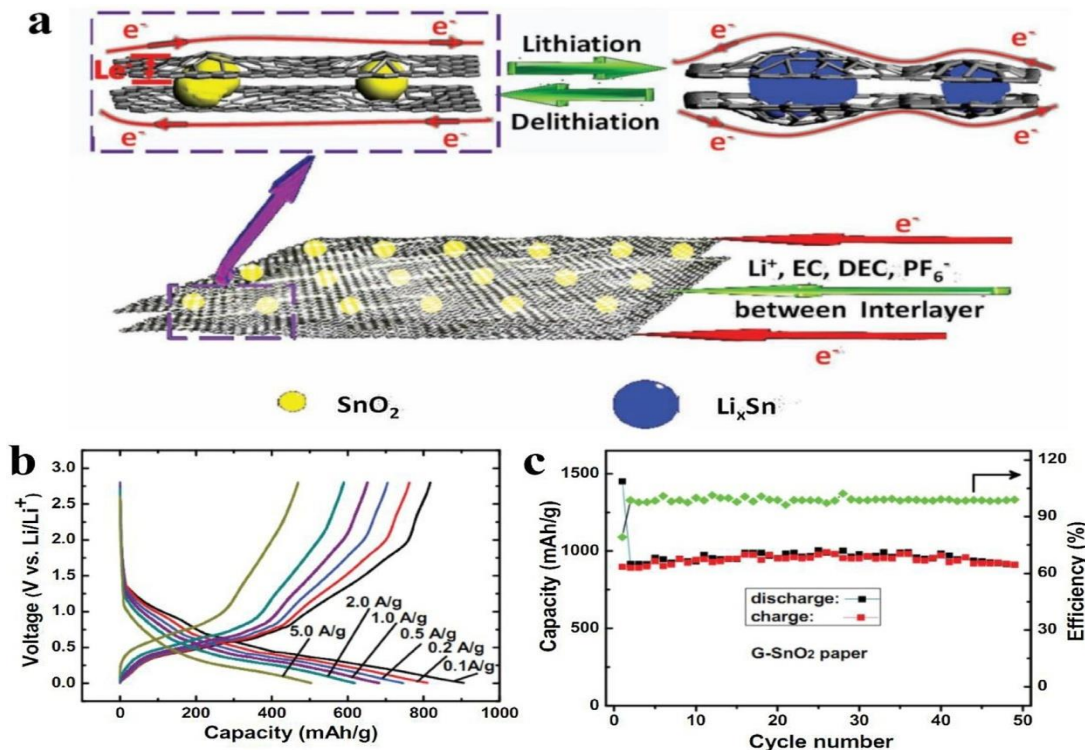 a
e⁻
e⁻
Le
e⁻
e⁻
Lithiation
Delithiation
e⁻
e⁻
e⁻
e⁻
e⁻
Li⁺, EC, DEC, PF₆⁻
between Interlayer
e⁻
SnO₂
LiₓSn
b
Voltage (V vs. Li/Li⁺)
3.0
2.5
2.0
1.5
1.0
0.5
0.0
2.0 A/g
1.0 A/g
5.0 A/g
0.5 A/g
0.2 A/g
0.1A/g
0 200 400 600 800 1000
Capacity (mAh/g)
c
Capacity (mAh/g)
1500
1000
500
0
discharge:
charge:
G-SnO₂ paper
120
90
60
30
0
Efficiency (%)
0 10 20 30 40 50
Cycle number